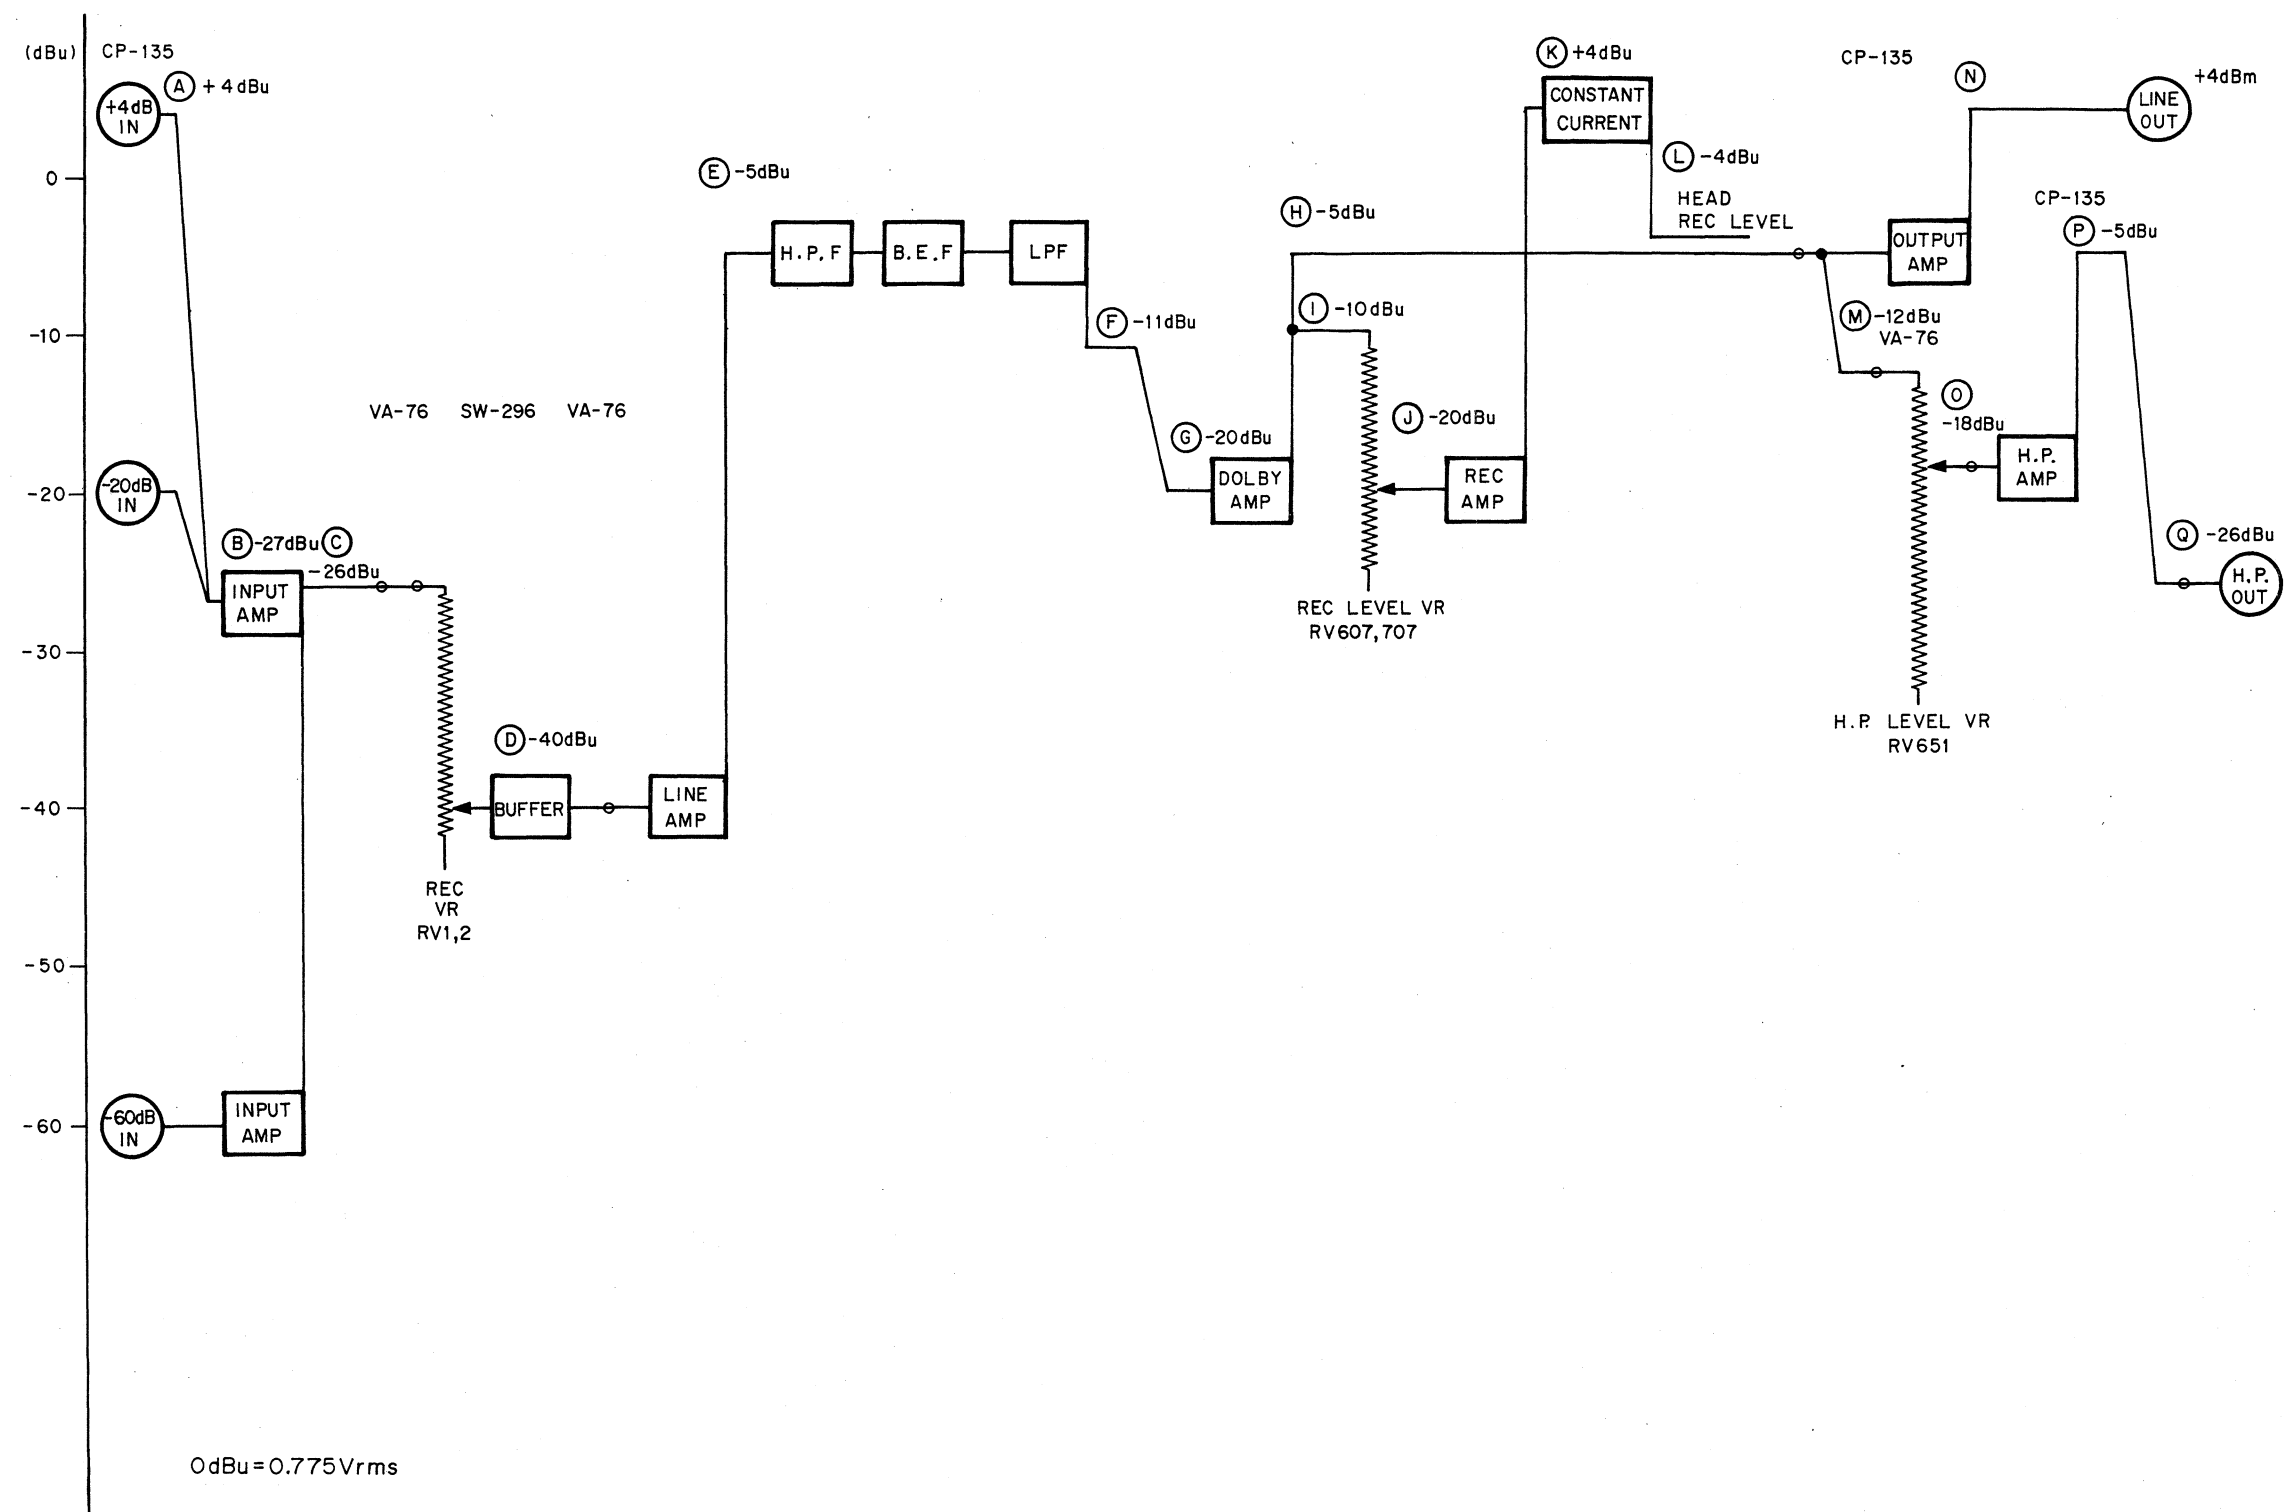 (dBu)
CP-135
+4dB
IN
A +4dBu
0
-10
-20
-30
-40
-50
-60
-20dB
IN
B -27dBu C
-26dBu
INPUT
AMP
-60dB
IN
INPUT
AMP
VA-76 SW-296 VA-76
REC
VR
RV1,2
D -40dBu
BUFFER
LINE
AMP
E -5dBu
H.P.F
B.E.F
LPF
F -11dBu
G -20dBu
DOLBY
AMP
H -5dBu
I -10dBu
REC LEVEL VR
RV607,707
J -20dBu
REC
AMP
K +4dBu
CONSTANT
CURRENT
L -4dBu
HEAD
REC LEVEL
CP-135
N
OUTPUT
AMP
LINE
OUT
+4dBm
M -12dBu
VA-76
O
-18dBu
H.P.
AMP
H.P. LEVEL VR
RV651
CP-135
P -5dBu
Q -26dBu
H.P.
OUT
0dBu=0.775Vrms